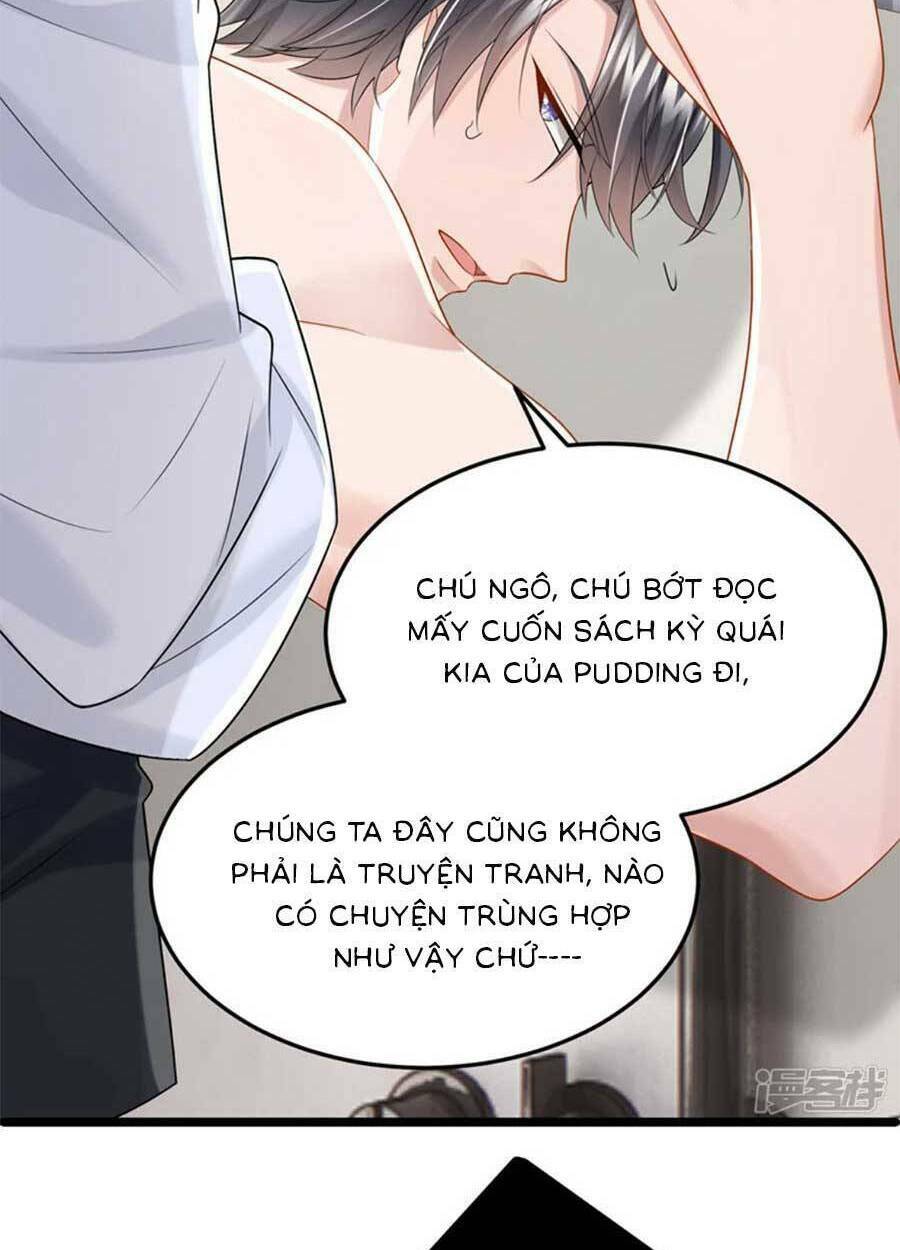 CHÚ NGÔ, CHÚ BỚT ĐỌC
MẤY CUỐN SÁCH KỲ QUÁI
KIA CỦA PUDDING ĐI,
CHÚNG TA ĐÂY CŨNG KHÔNG
PHẢI LÀ TRUYỆN TRANH, NÀO
CÓ CHUYỆN TRÙNG HỢP
NHƯ VẬY CHỨ----
漫客栈